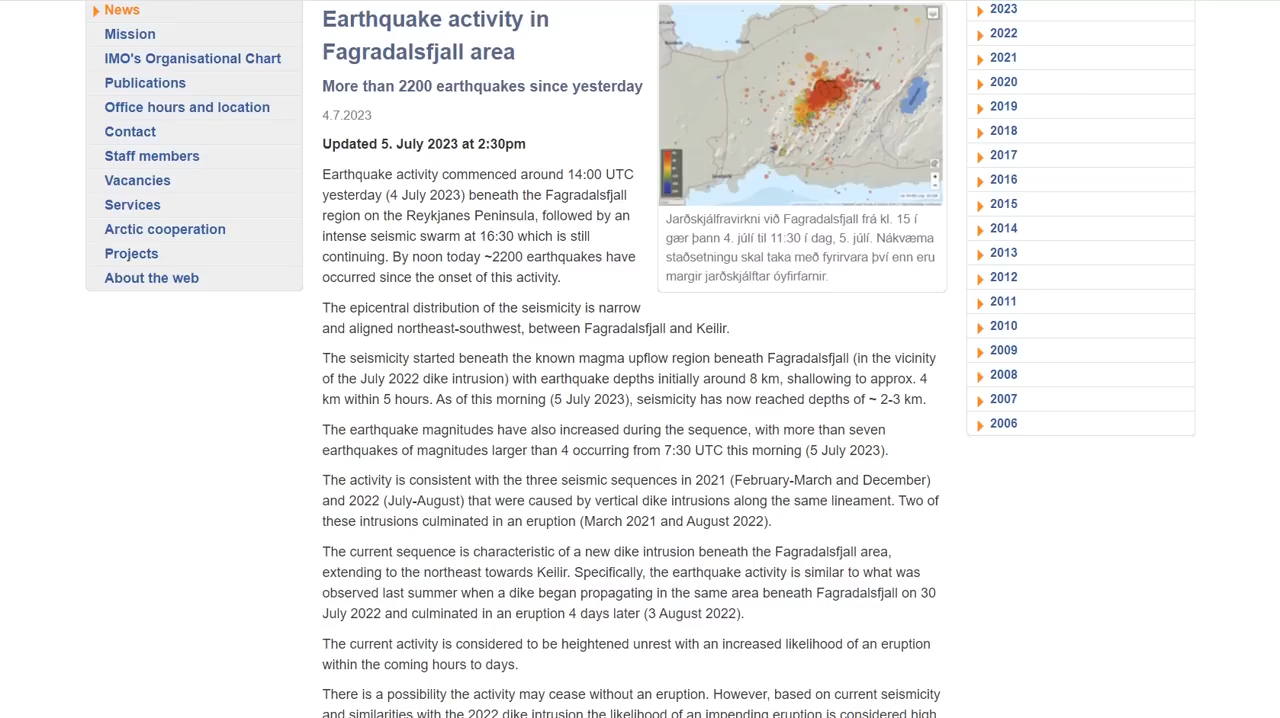 News
Mission
IMO's Organisational Chart
Publications
Office hours and location
Contact
Staff members
Vacancies
Services
Arctic cooperation
Projects
About the web
Earthquake activity in
Fagradalsfjall area
More than 2200 earthquakes since yesterday
4.7.2023
Updated 5. July 2023 at 2:30pm
Earthquake activity commenced around 14:00 UTC
yesterday (4 July 2023) beneath the Fagradalsfjall
region on the Reykjanes Peninsula, followed by an
intense seismic swarm at 16:30 which is still
continuing. By noon today ~2200 earthquakes have
occurred since the onset of this activity.
Jarðskjálfravirkni við Fagradalsfjall frá kl. 15 í
gær þann 4. júlí til 11:30 í dag, 5. júlí. Nákvæma
staðsetningu skal taka með fyrirvara því enn eru
margir jarðskjálftar óyfirfarnir.
The epicentral distribution of the seismicity is narrow
and aligned northeast-southwest, between Fagradalsfjall and Keilir.
The seismicity started beneath the known magma upflow region beneath Fagradalsfjall (in the vicinity
of the July 2022 dike intrusion) with earthquake depths initially around 8 km, shallowing to approx. 4
km within 5 hours. As of this morning (5 July 2023), seismicity has now reached depths of ~ 2-3 km.
The earthquake magnitudes have also increased during the sequence, with more than seven
earthquakes of magnitudes larger than 4 occurring from 7:30 UTC this morning (5 July 2023).
The activity is consistent with the three seismic sequences in 2021 (February-March and December)
and 2022 (July-August) that were caused by vertical dike intrusions along the same lineament. Two of
these intrusions culminated in an eruption (March 2021 and August 2022).
The current sequence is characteristic of a new dike intrusion beneath the Fagradalsfjall area,
extending to the northeast towards Keilir. Specifically, the earthquake activity is similar to what was
observed last summer when a dike began propagating in the same area beneath Fagradalsfjall on 30
July 2022 and culminated in an eruption 4 days later (3 August 2022).
The current activity is considered to be heightened unrest with an increased likelihood of an eruption
within the coming hours to days.
There is a possibility the activity may cease without an eruption. However, based on current seismicity
and similarities with the 2022 dike intrusion the likelihood of an impending eruption is considered high
2023
2022
2021
2020
2019
2018
2017
2016
2015
2014
2013
2012
2011
2010
2009
2008
2007
2006